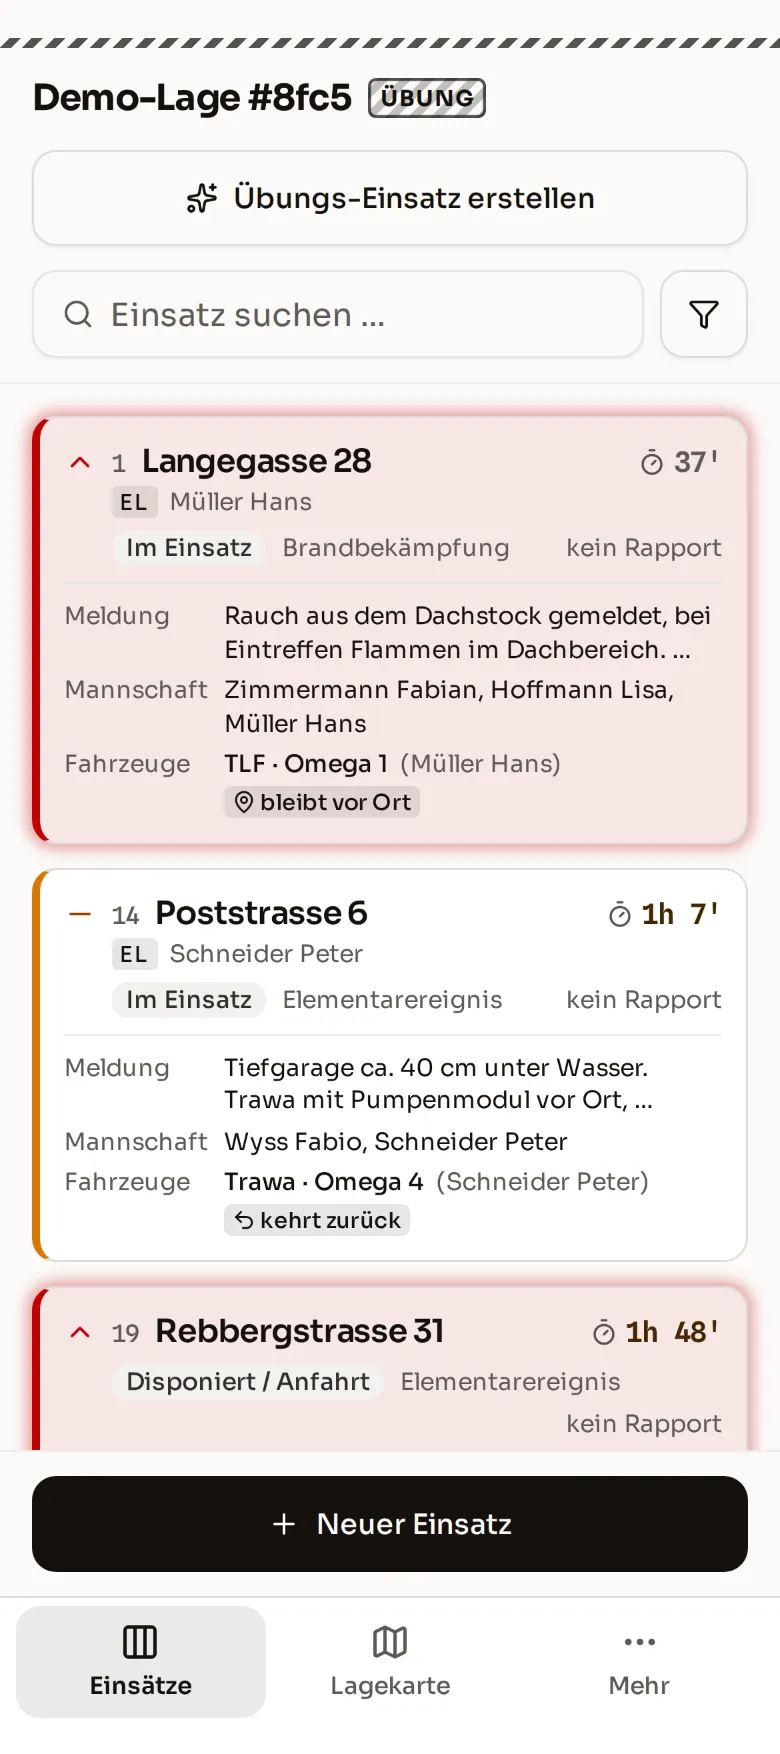 Demo-Lage #8fc5 ÜBUNG
Übungs-Einsatz erstellen
Einsatz suchen ...
1 Langegasse 28 37'
EL Müller Hans
Im Einsatz Brandbekämpfung kein Rapport
Meldung Rauch aus dem Dachstock gemeldet, bei
Eintreffen Flammen im Dachbereich. ...
Mannschaft Zimmermann Fabian, Hoffmann Lisa,
Müller Hans
Fahrzeuge TLF · Omega 1 (Müller Hans)
bleibt vor Ort
14 Poststrasse 6 1h 7'
EL Schneider Peter
Im Einsatz Elementarereignis kein Rapport
Meldung Tiefgarage ca. 40 cm unter Wasser.
Trawa mit Pumpenmodul vor Ort, ...
Mannschaft Wyss Fabio, Schneider Peter
Fahrzeuge Trawa · Omega 4 (Schneider Peter)
kehrt zurück
19 Rebbergstrasse 31 1h 48'
Disponiert / Anfahrt Elementarereignis
kein Rapport
+ Neuer Einsatz
Einsätze Lagekarte Mehr